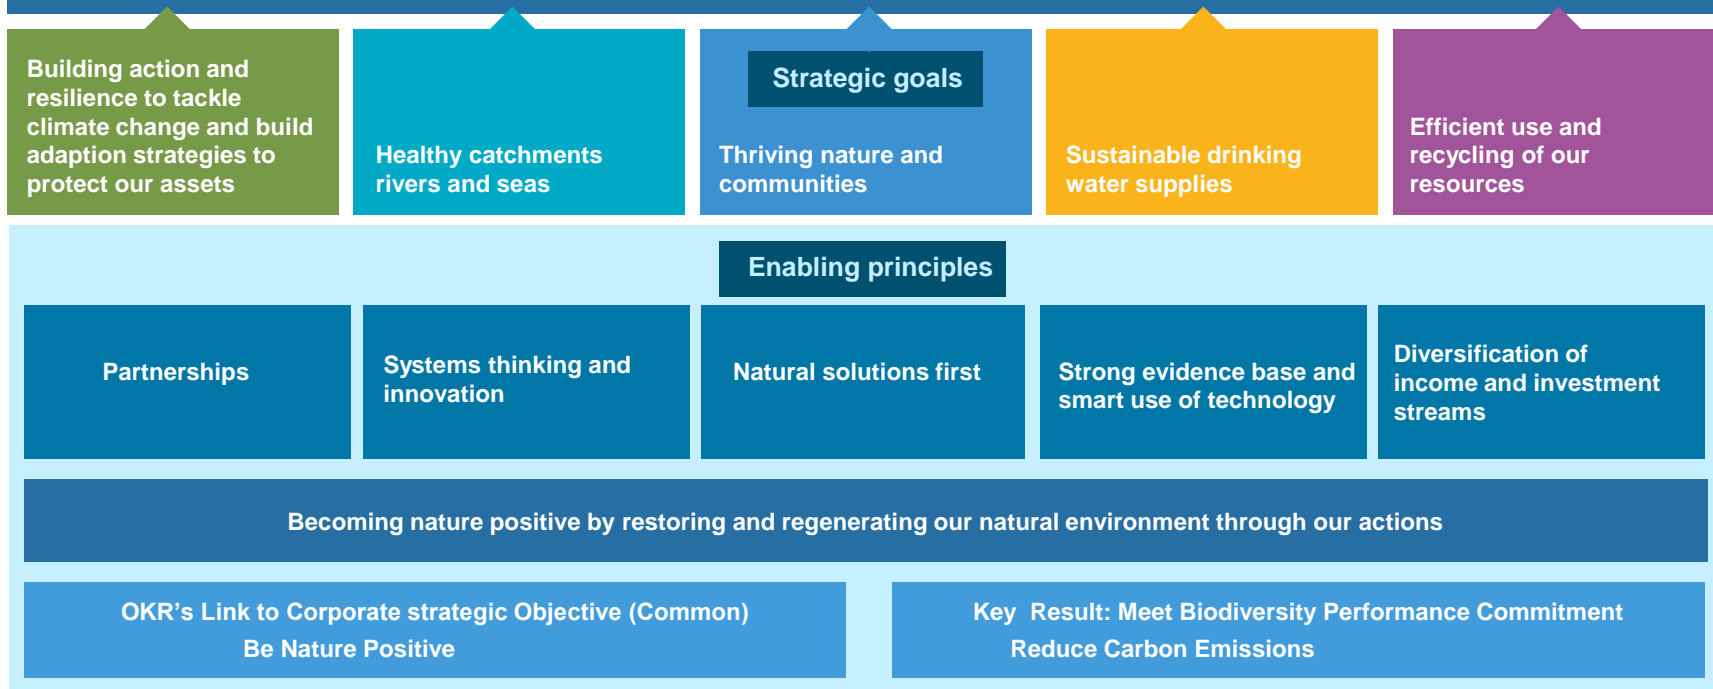 Strategic goals
Building action and
resilience to tackle
climate change and build
adaption strategies to
protect our assets
Healthy catchments
rivers and seas
Thriving nature and
communities
Sustainable drinking
water supplies
Efficient use and
recycling of our
resources
Enabling principles
Partnerships
Systems thinking and
innovation
Natural solutions first
Strong evidence base and
smart use of technology
Diversification of
income and investment
streams
Becoming nature positive by restoring and regenerating our natural environment through our actions
OKR's Link to Corporate strategic Objective (Common)
Be Nature Positive
Key Result: Meet Biodiversity Performance Commitment
Reduce Carbon Emissions